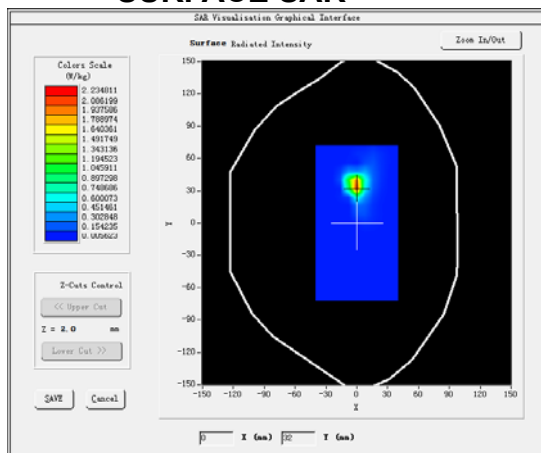 SURFACE SAR
SAR Visualisation Graphical Interface
Surface Radiated Intensity
Zoom In/Out
Colors Scale
(W/kg)
2.234811
2.086199
1.937586
1.788974
1.640361
1.491749
1.343136
1.194523
1.045911
0.897298
0.748686
0.600073
0.451461
0.302848
0.154235
0.005623
150
120
90
60
30
0
-30
-60
-90
-120
-150
Y
-150 -120 -90 -60 -30 0 30 60 90 120 150
X
Z-Cuts Control
<< Upper Cut
Z = 2.0 mm
Lower Cut >>
SAVE Cancel
0 X (mm) 32 Y (mm)